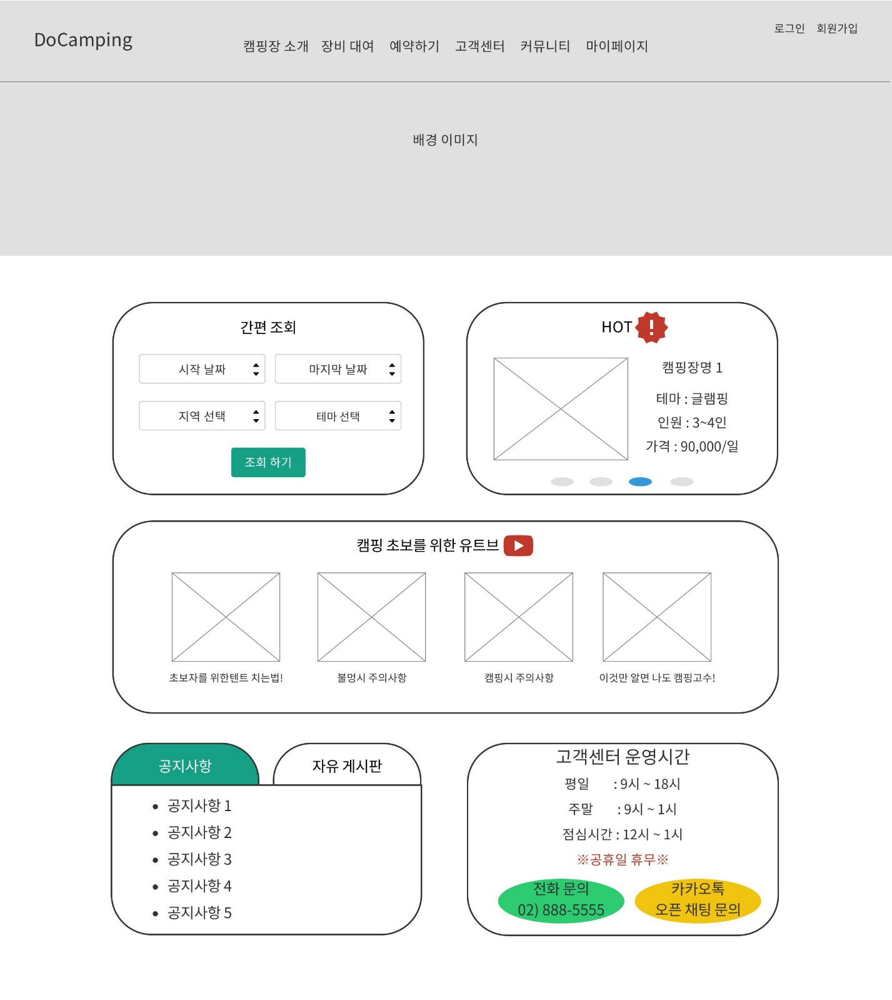 DoCamping
로그인 회원가입
캠핑장 소개 장비 대여 예약하기 고객센터 커뮤니티 마이페이지
배경 이미지
간편 조회
시작 날짜 마지막 날짜
지역 선택 테마 선택
조회 하기
HOT
캠핑장명 1
테마 : 글램핑
인원 : 3~4인
가격 : 90,000/일
캠핑 초보를 위한 유트브
초보자를 위한텐트 치는법!
불멍시 주의사항
캠핑시 주의사항
이것만 알면 나도 캠핑고수!
공지사항 자유 게시판
• 공지사항 1
• 공지사항 2
• 공지사항 3
• 공지사항 4
• 공지사항 5
고객센터 운영시간
평일 : 9시 ~ 18시
주말 : 9시 ~ 1시
점심시간 : 12시 ~ 1시
※공휴일 휴무※
전화 문의
02) 888-5555
카카오톡
오픈 채팅 문의